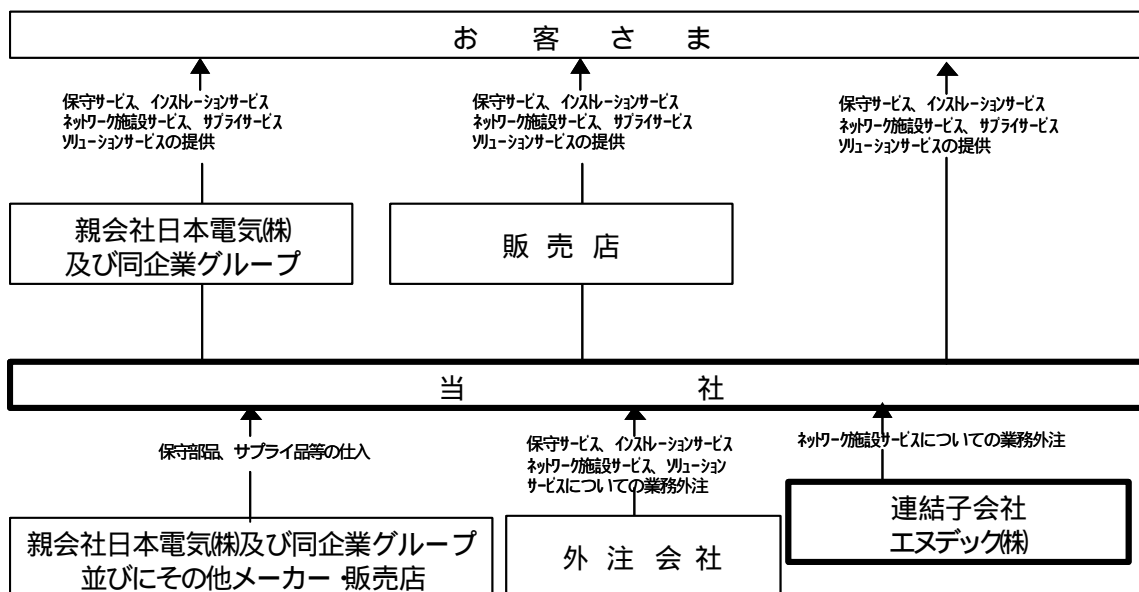 お客さま
保守サービス、インストレーションサービス
ネットワーク施設サービス、サプライサービス
ソリューションサービスの提供
保守サービス、インストレーションサービス
ネットワーク施設サービス、サプライサービス
ソリューションサービスの提供
保守サービス、インストレーションサービス
ネットワーク施設サービス、サプライサービス
ソリューションサービスの提供
親会社日本電気㈱
及び同企業グループ
販売店
当社
保守部品、サプライ品等の仕入
保守サービス、インストレーションサービス
ネットワーク施設サービス、ソリューション
サービスについての業務外注
ネットワーク施設サービスについての業務外注
親会社日本電気㈱及び同企業グループ
並びにその他メーカー・販売店
外注会社
連結子会社
エヌデック㈱